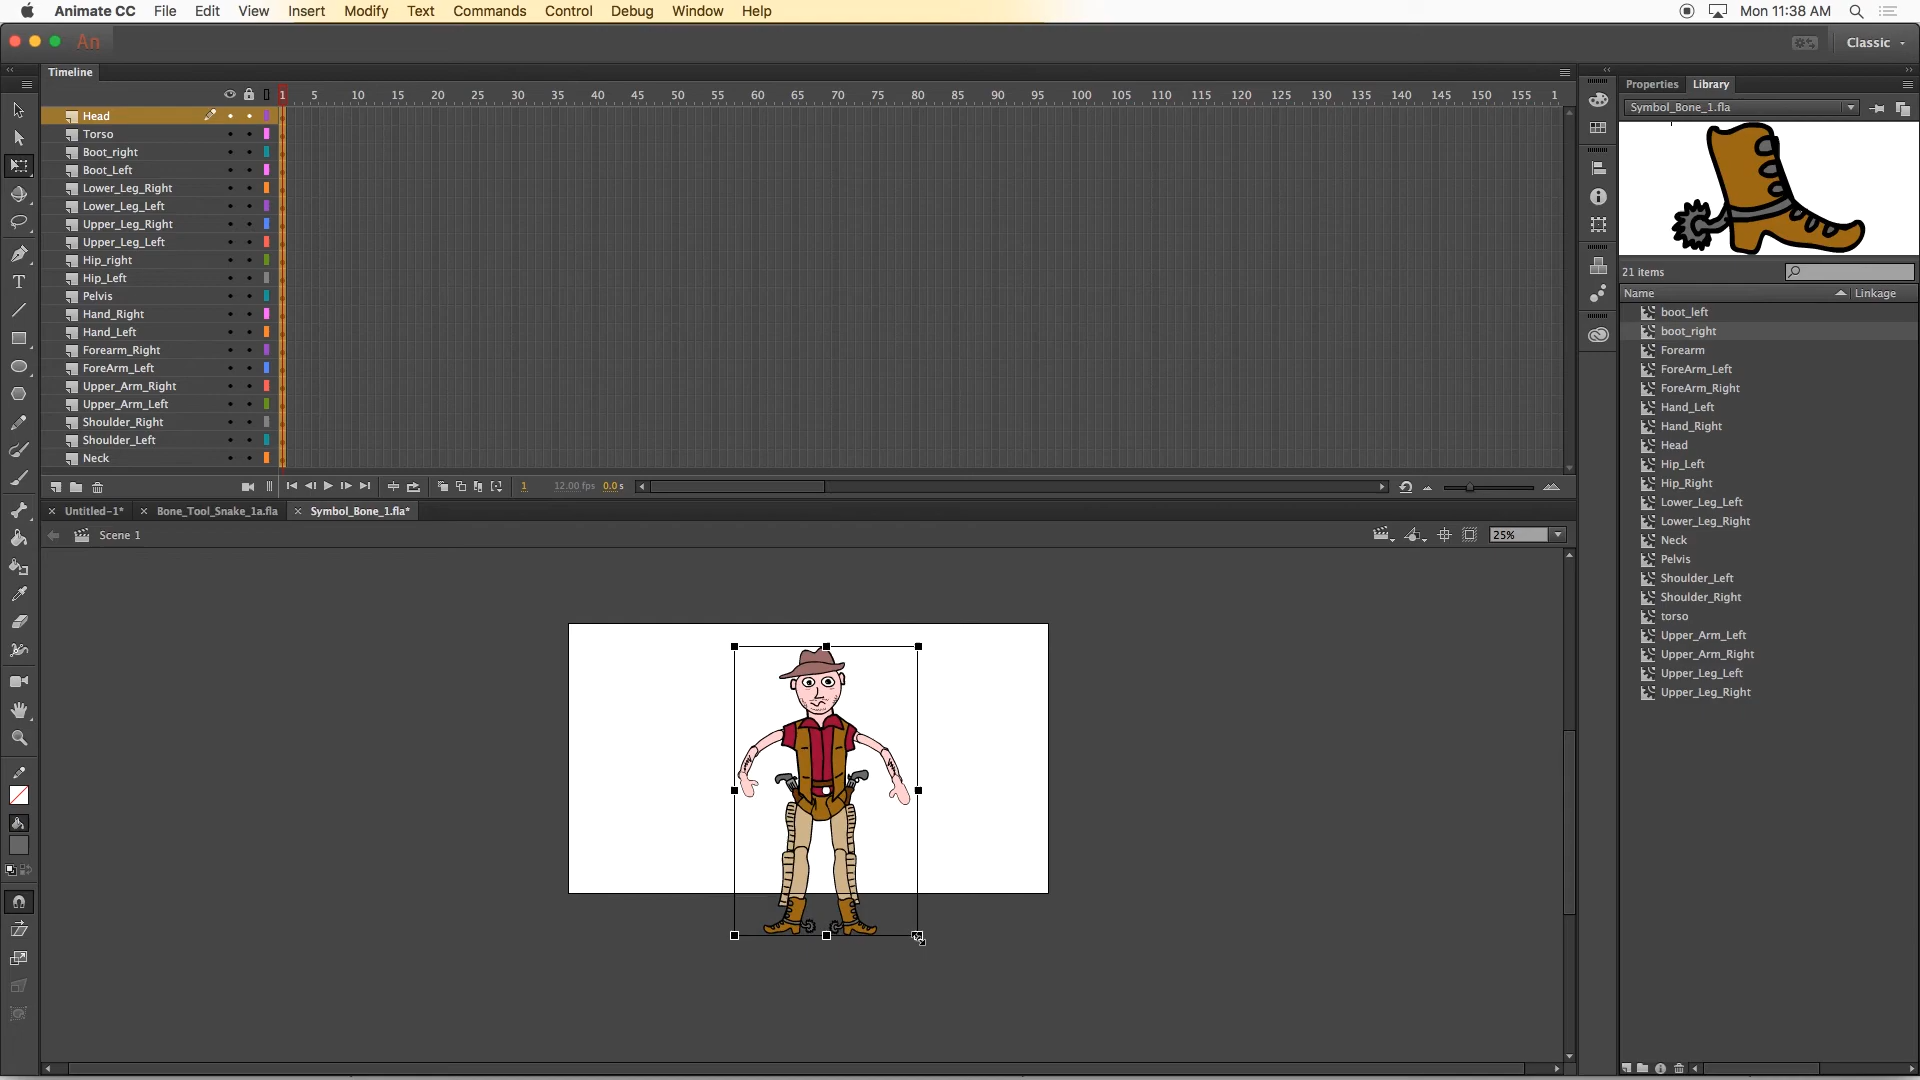 Animate CC File Edit View Insert Modify Text Commands Control Debug Window Help Mon 11:38 AM
An Classic
Timeline Properties Library
1 5 10 15 20 25 30 35 40 45 50 55 60 65 70 75 80 85 90 95 100 105 110 115 120 125 130 135 140 145 150 155 1
Symbol_Bone_1.fla
Head
Torso
Boot_right
Boot_Left
Lower_Leg_Right
Lower_Leg_Left
Upper_Leg_Right
Upper_Leg_Left
Hip_right
Hip_Left
Pelvis
Hand_Right
Hand_Left
Forearm_Right
ForeArm_Left
Upper_Arm_Right
Upper_Arm_Left
Shoulder_Right
Shoulder_Left
Neck
1 12.00 fps 0.0 s
Untitled-1* Bone_Tool_Snake_1a.fla Symbol_Bone_1.fla*
Scene 1 25%
21 items
Name Linkage
boot_left
boot_right
Forearm
ForeArm_Left
ForeArm_Right
Hand_Left
Hand_Right
Head
Hip_Left
Hip_Right
Lower_Leg_Left
Lower_Leg_Right
Neck
Pelvis
Shoulder_Left
Shoulder_Right
torso
Upper_Arm_Left
Upper_Arm_Right
Upper_Leg_Left
Upper_Leg_Right